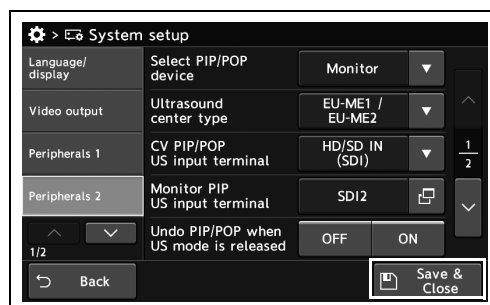 > System setup
Language/
display
Video output
Peripherals 1
Peripherals 2
1/2
Select PIP/POP
device
Monitor
Ultrasound
center type
EU-ME1 /
EU-ME2
CV PIP/POP
US input terminal
HD/SD IN
(SDI)
Monitor PIP
US input terminal
SDI2
Undo PIP/POP when
US mode is released
OFF
ON
1
2
Back
Save &
Close